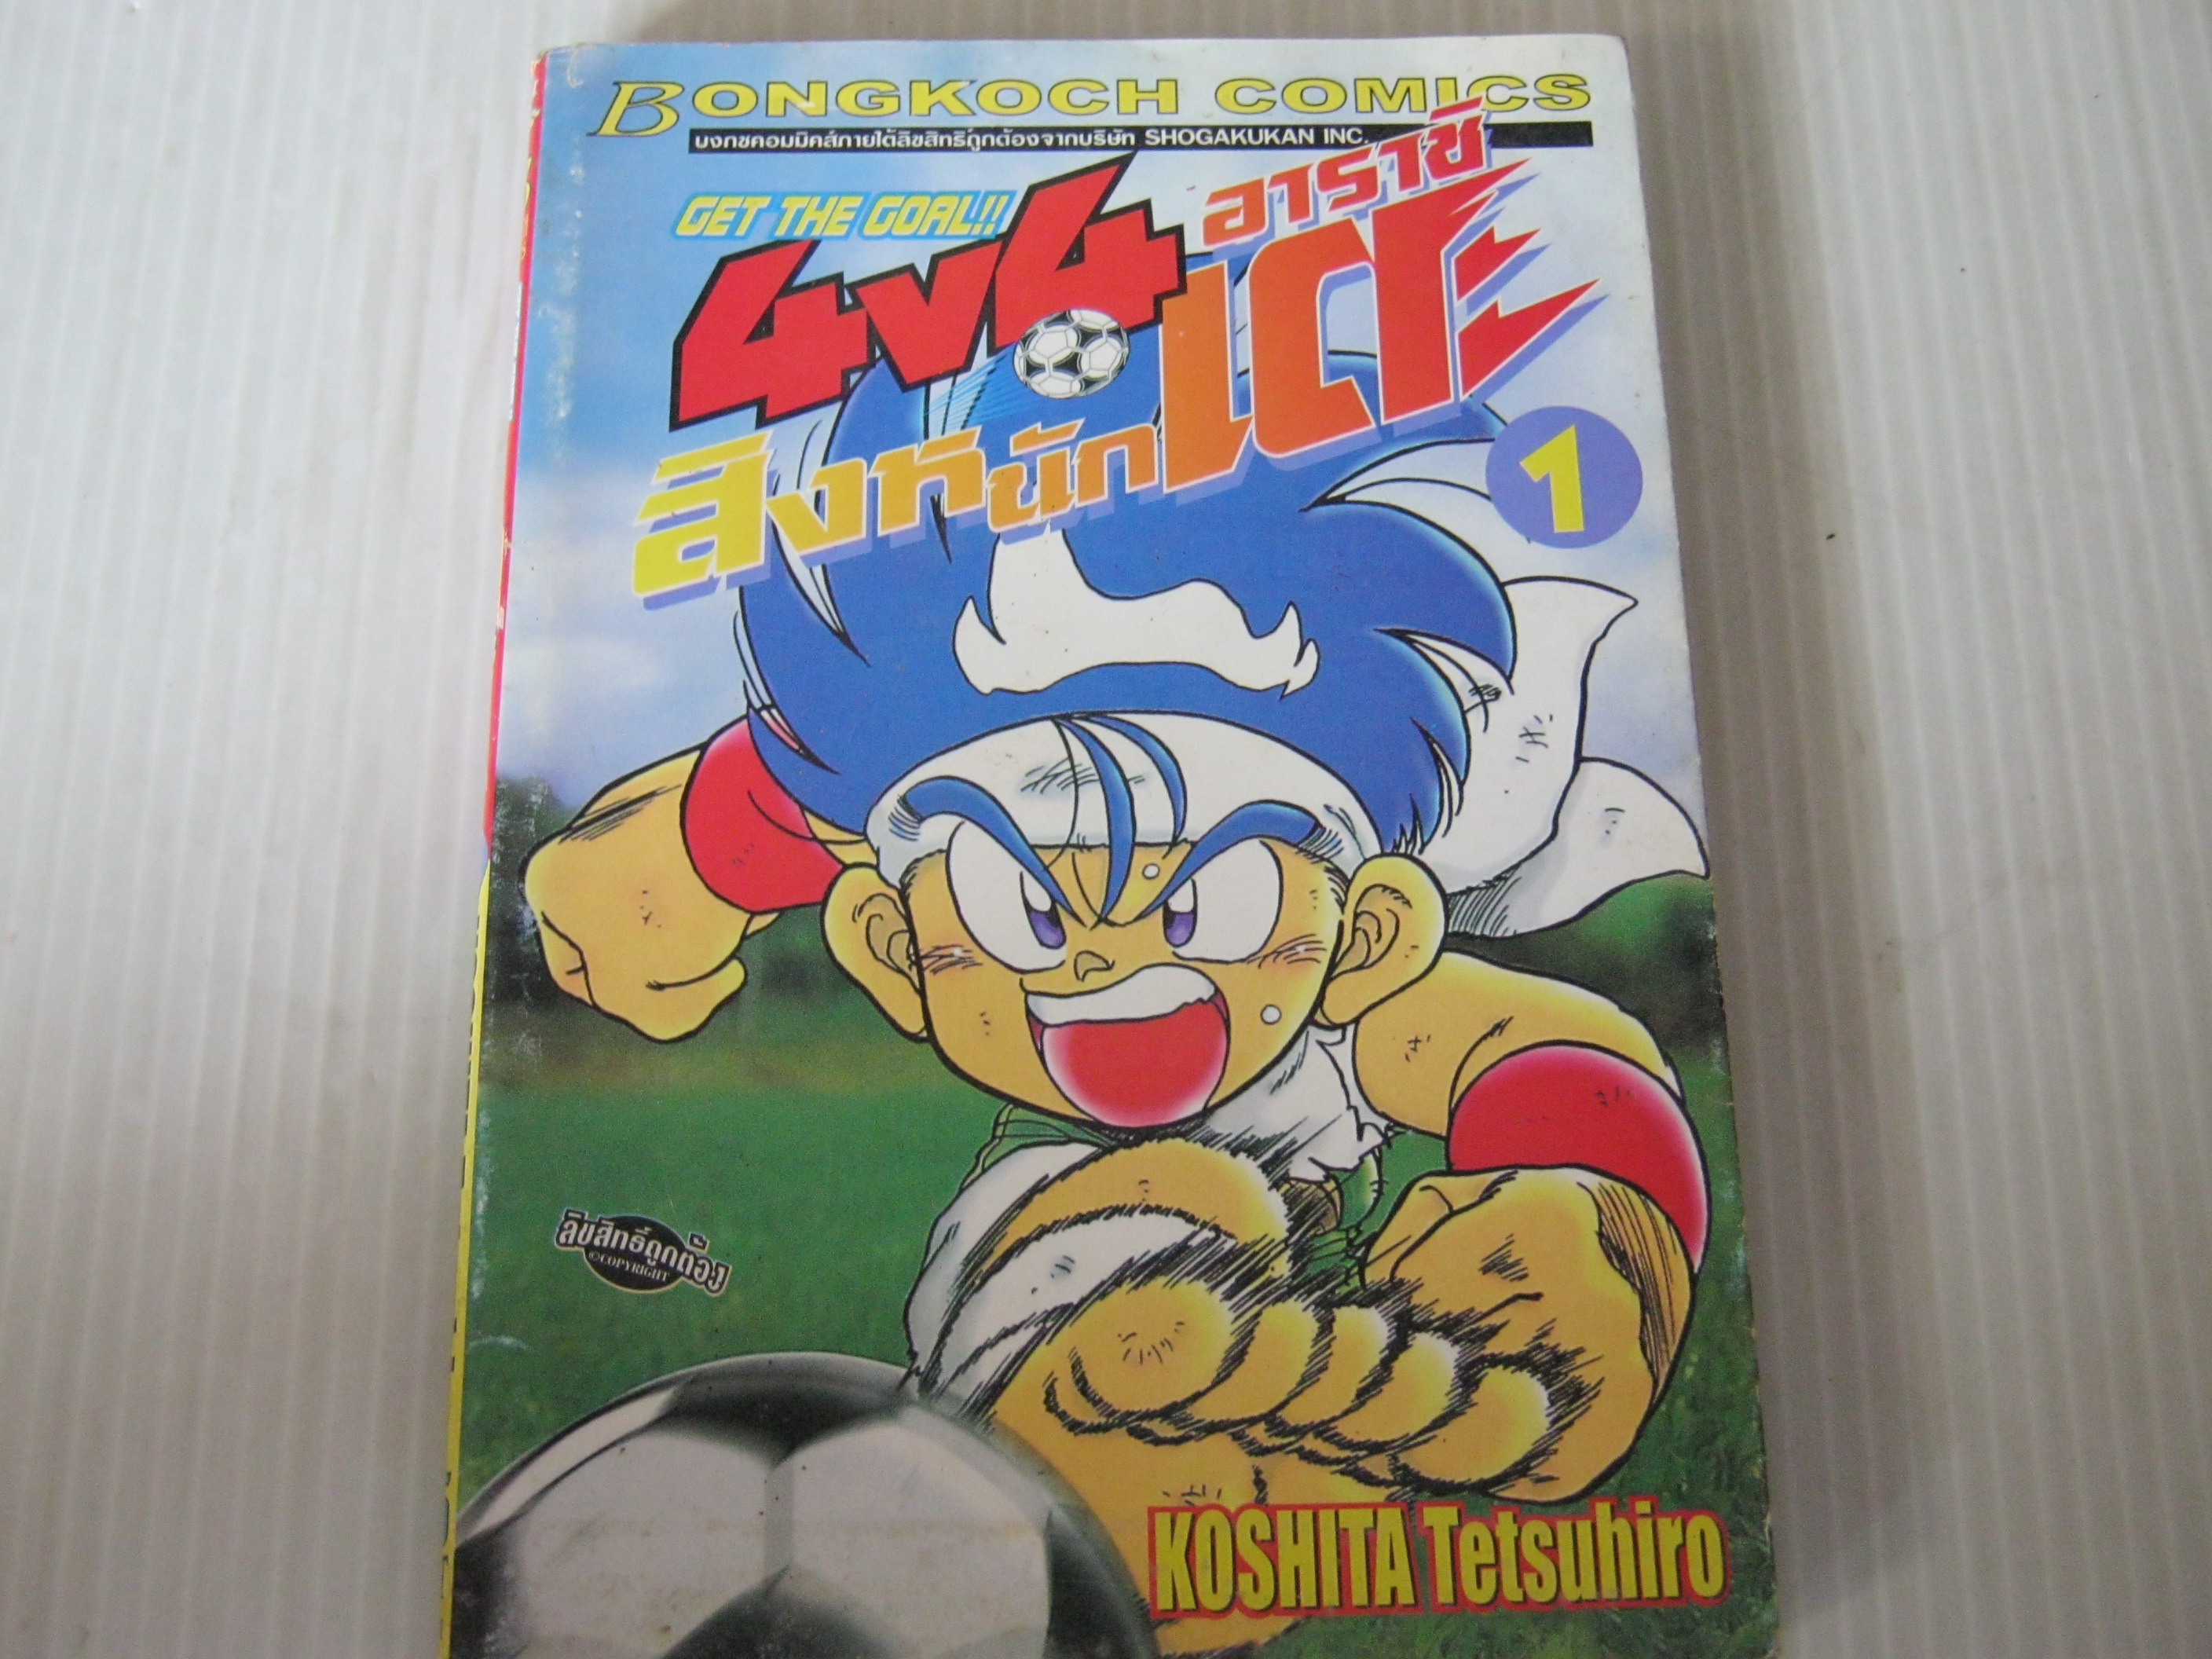 BONGKOCH COMICS
บงกชคอมมิคส์ภายใต้ลิขสิทธิ์ถูกต้องจากบริษัท SHOGAKUKAN INC.
GET THE GOAL!!
4v4 อาราชิ
สิงห์นักเตะ
1
ลิขสิทธิ์ถูกต้อง
©COPYRIGHT
KOSHITA Tetsuhiro